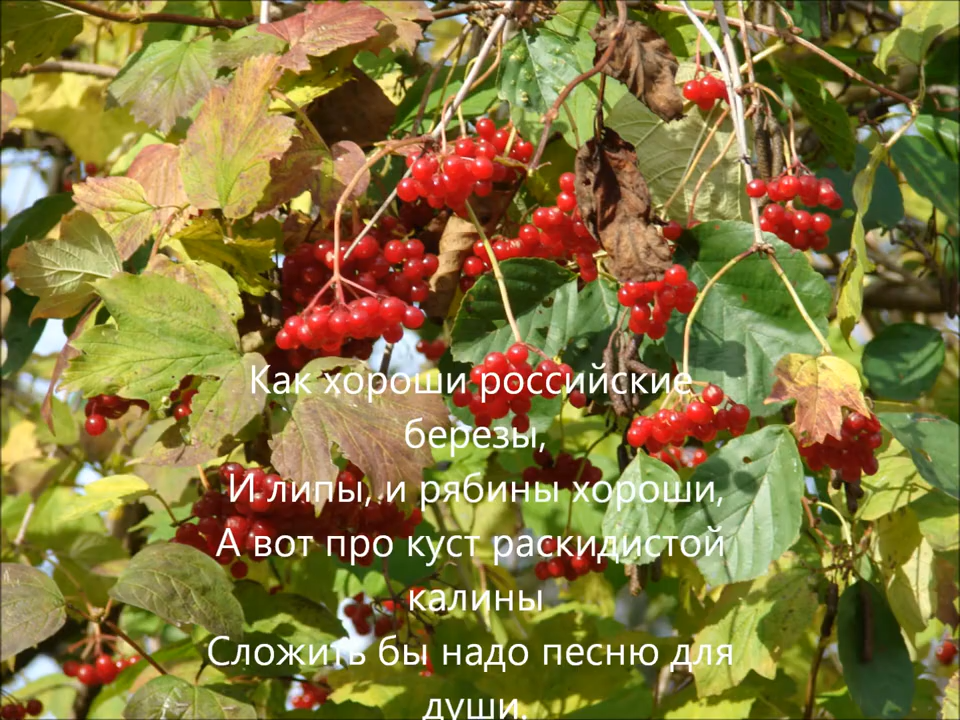 Как хороши российские
березы,
И липы, и рябины хороши,
А вот про куст раскидистой
калины
Сложить бы надо песню для
души.